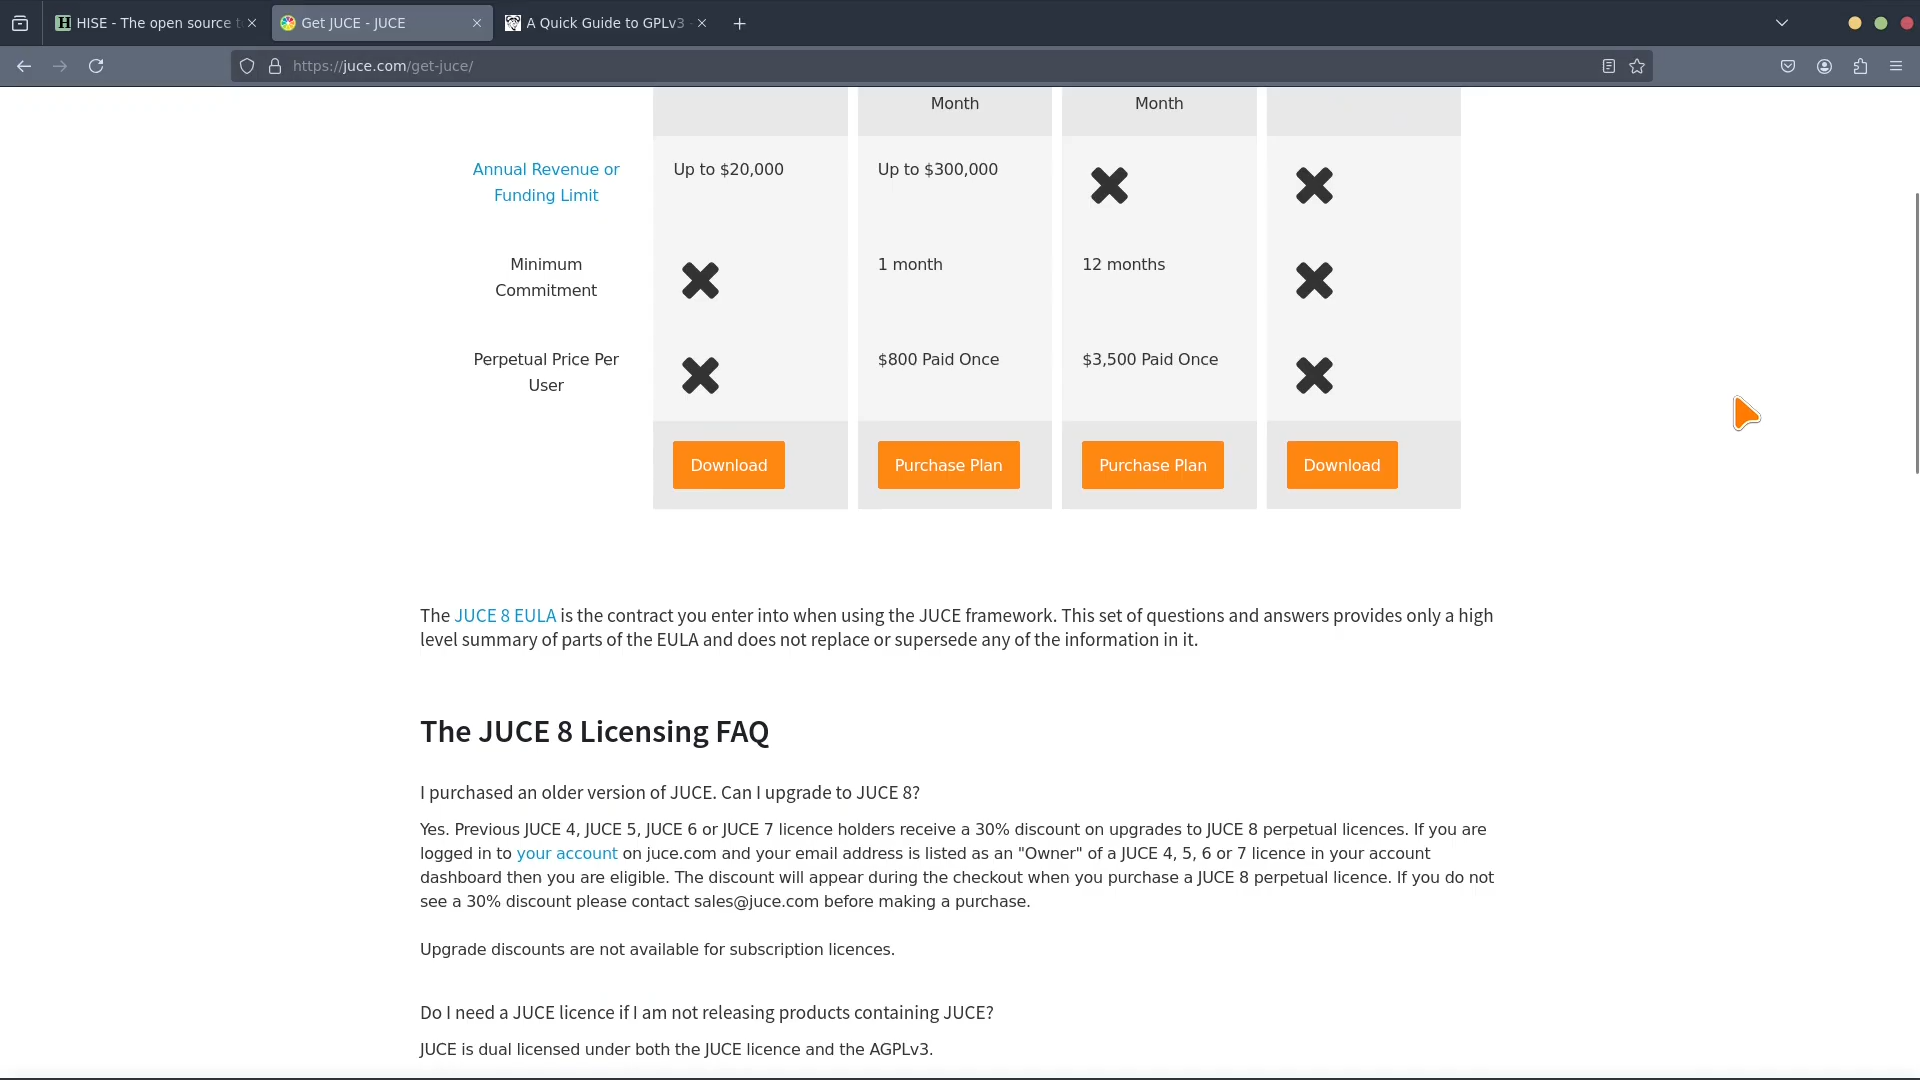 HISE - The open source t
Get JUCE - JUCE
A Quick Guide to GPLv3 -
https://juce.com/get-juce/
Month
Month
Annual Revenue or
Funding Limit
Up to $20,000
Up to $300,000
Minimum
Commitment
1 month
12 months
Perpetual Price Per
User
$800 Paid Once
$3,500 Paid Once
Download
Purchase Plan
Purchase Plan
Download
The JUCE 8 EULA is the contract you enter into when using the JUCE framework. This set of questions and answers provides only a high
level summary of parts of the EULA and does not replace or supersede any of the information in it.
The JUCE 8 Licensing FAQ
I purchased an older version of JUCE. Can I upgrade to JUCE 8?
Yes. Previous JUCE 4, JUCE 5, JUCE 6 or JUCE 7 licence holders receive a 30% discount on upgrades to JUCE 8 perpetual licences. If you are
logged in to your account on juce.com and your email address is listed as an "Owner" of a JUCE 4, 5, 6 or 7 licence in your account
dashboard then you are eligible. The discount will appear during the checkout when you purchase a JUCE 8 perpetual licence. If you do not
see a 30% discount please contact sales@juce.com before making a purchase.
Upgrade discounts are not available for subscription licences.
Do I need a JUCE licence if I am not releasing products containing JUCE?
JUCE is dual licensed under both the JUCE licence and the AGPLv3.